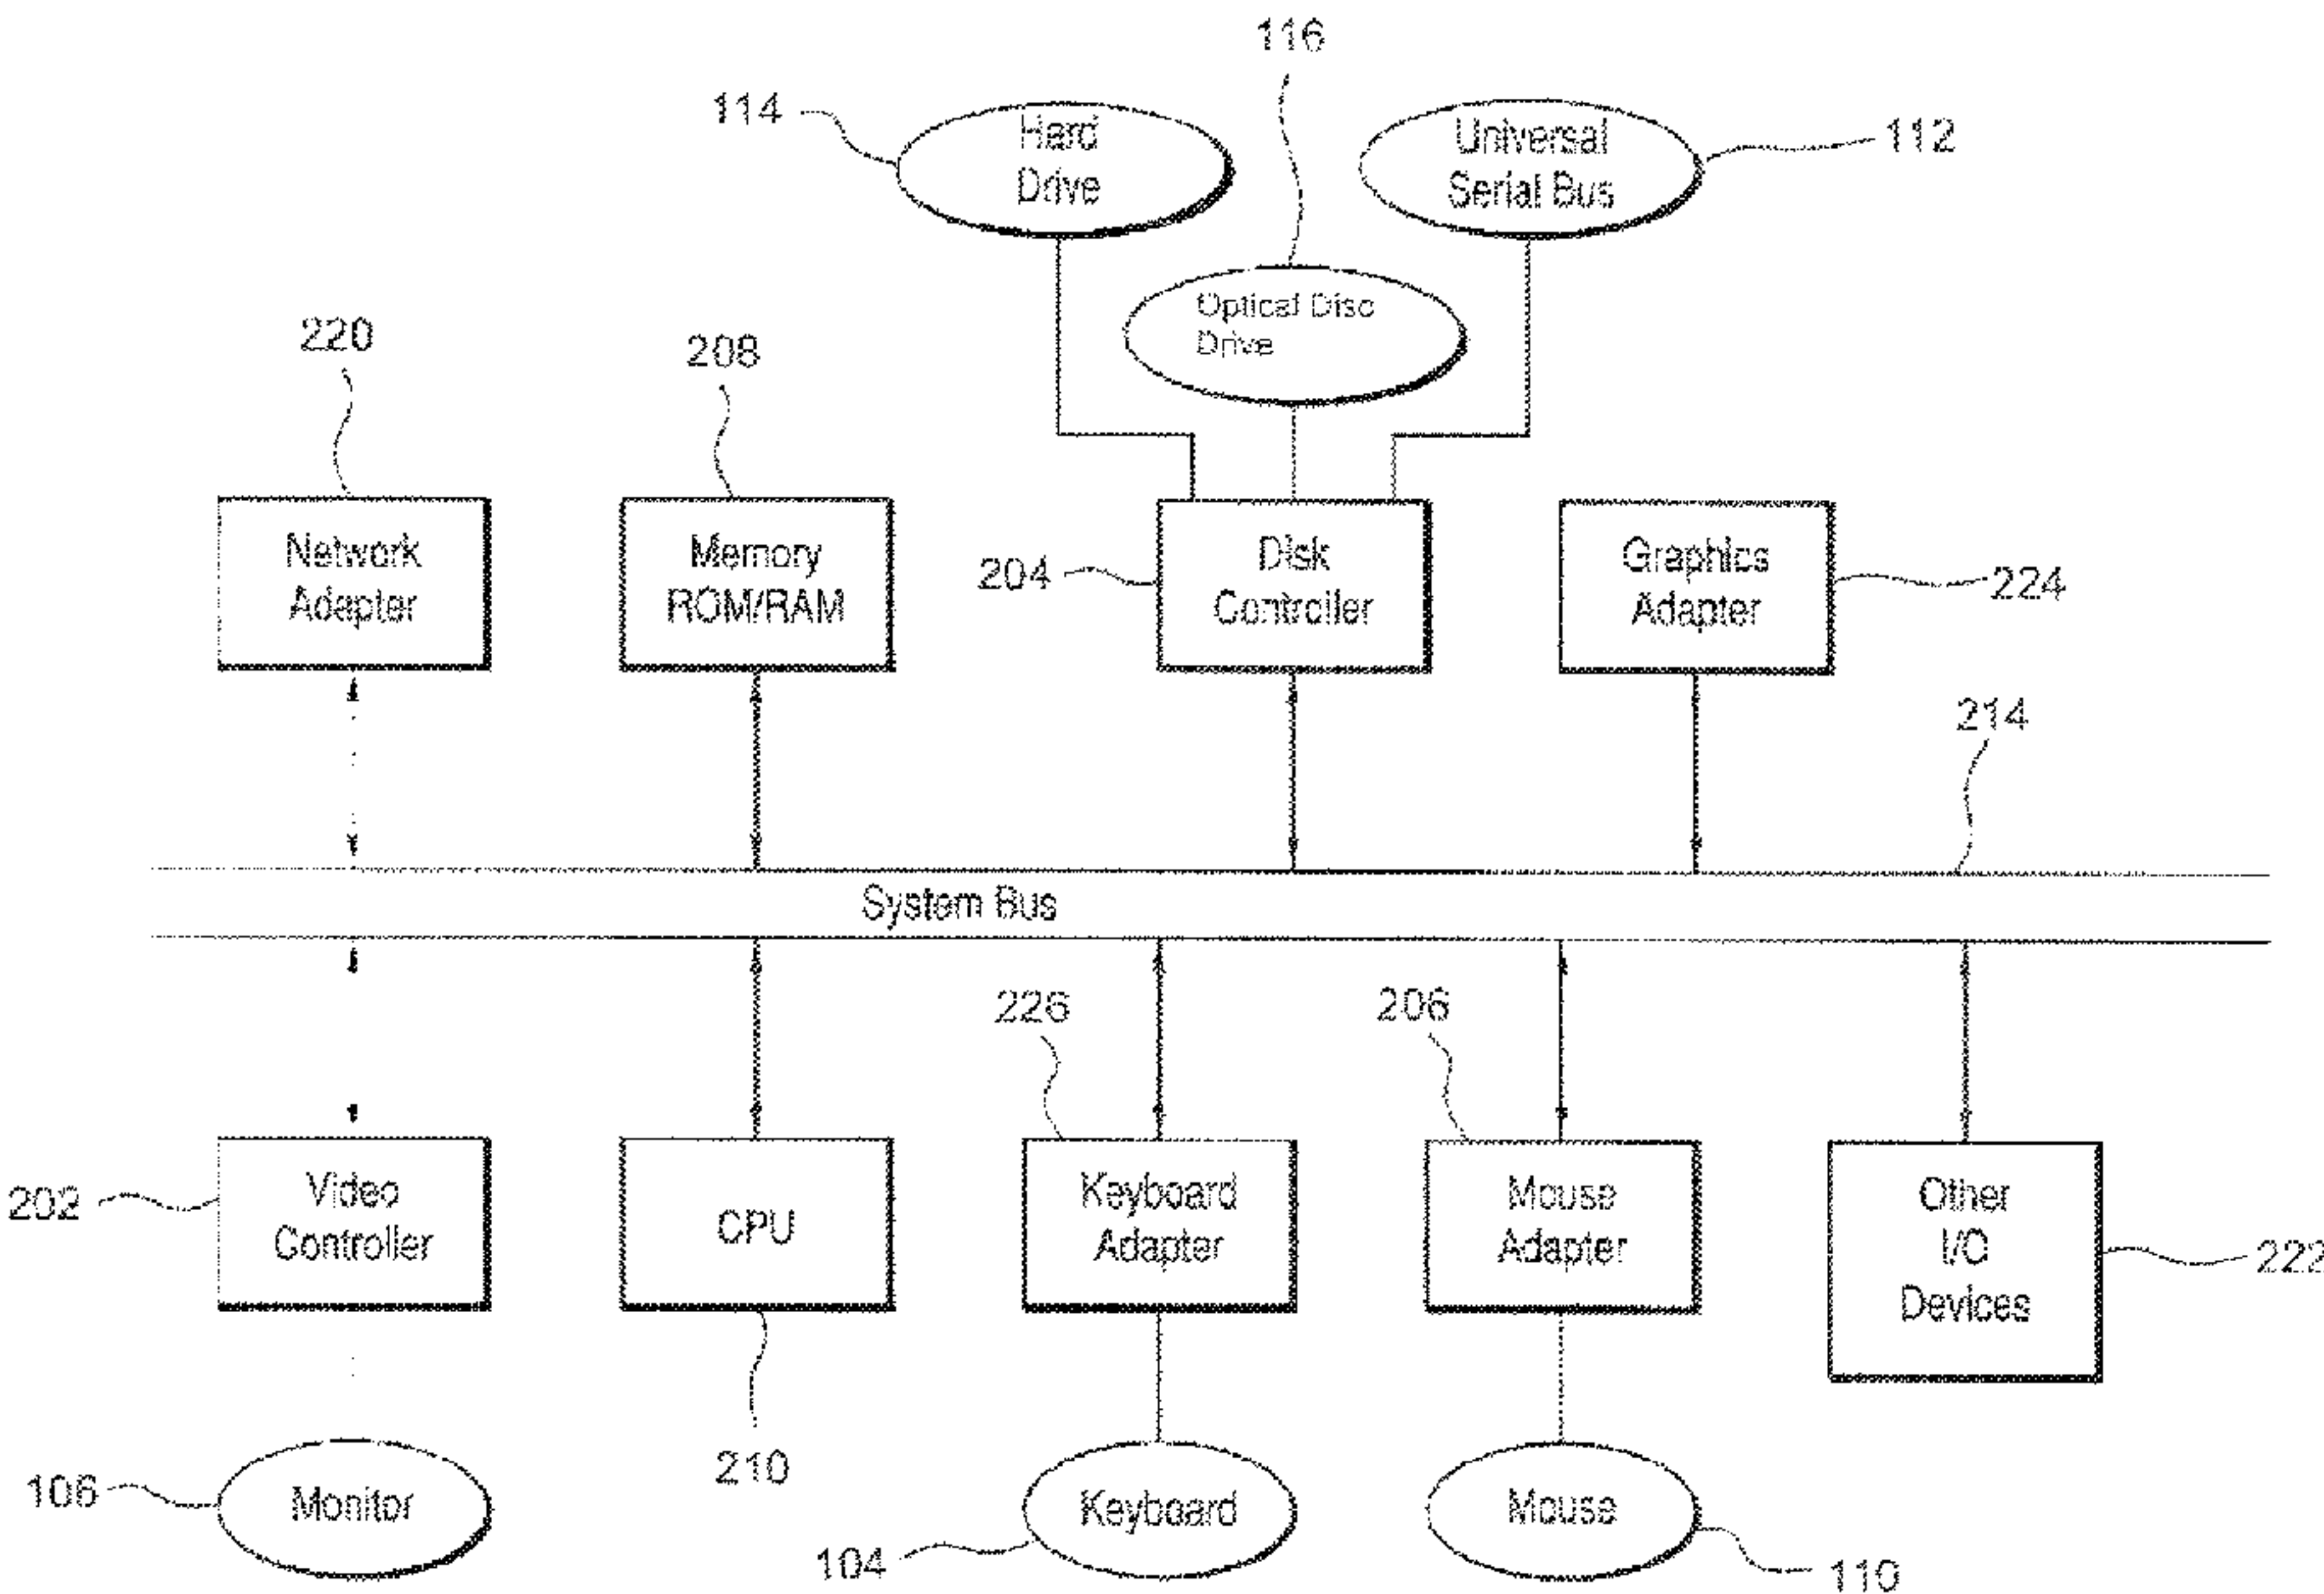 116
114
Hard
Drive
Universal
Serial Bus
112
Optical Disc
Drive
220
208
Network
Adapter
Memory
ROM/RAM
204
Disk
Controller
Graphics
Adapter
224
214
System Bus
226
206
202
Video
Controller
CPU
Keyboard
Adapter
Mouse
Adapter
Other
I/O
Devices
222
210
106
Monitor
Keyboard
Mouse
104
110